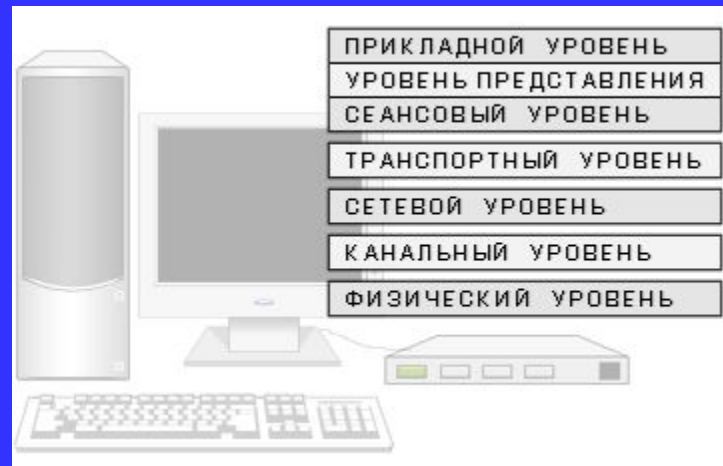 ПРИКЛАДНОЙ УРОВЕНЬ
УРОВЕНЬ ПРЕДСТАВЛЕНИЯ
СЕАНСОВЫЙ УРОВЕНЬ
ТРАНСПОРТНЫЙ УРОВЕНЬ
СЕТЕВОЙ УРОВЕНЬ
КАНАЛЬНЫЙ УРОВЕНЬ
ФИЗИЧЕСКИЙ УРОВЕНЬ